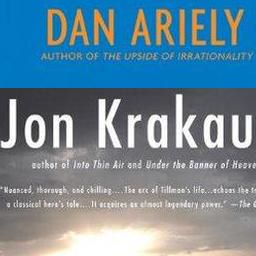 DAN ARIELY
AUTHOR OF THE UPSIDE OF IRRATIONALITY
Jon Krakau
author of Into Thin Air and Under the Banner of Heave
"Nuanced, thorough, and chilling....The arc of Tillman's life...echoes the t
a classical hero's tale....It acquires an almost legendary power." —The